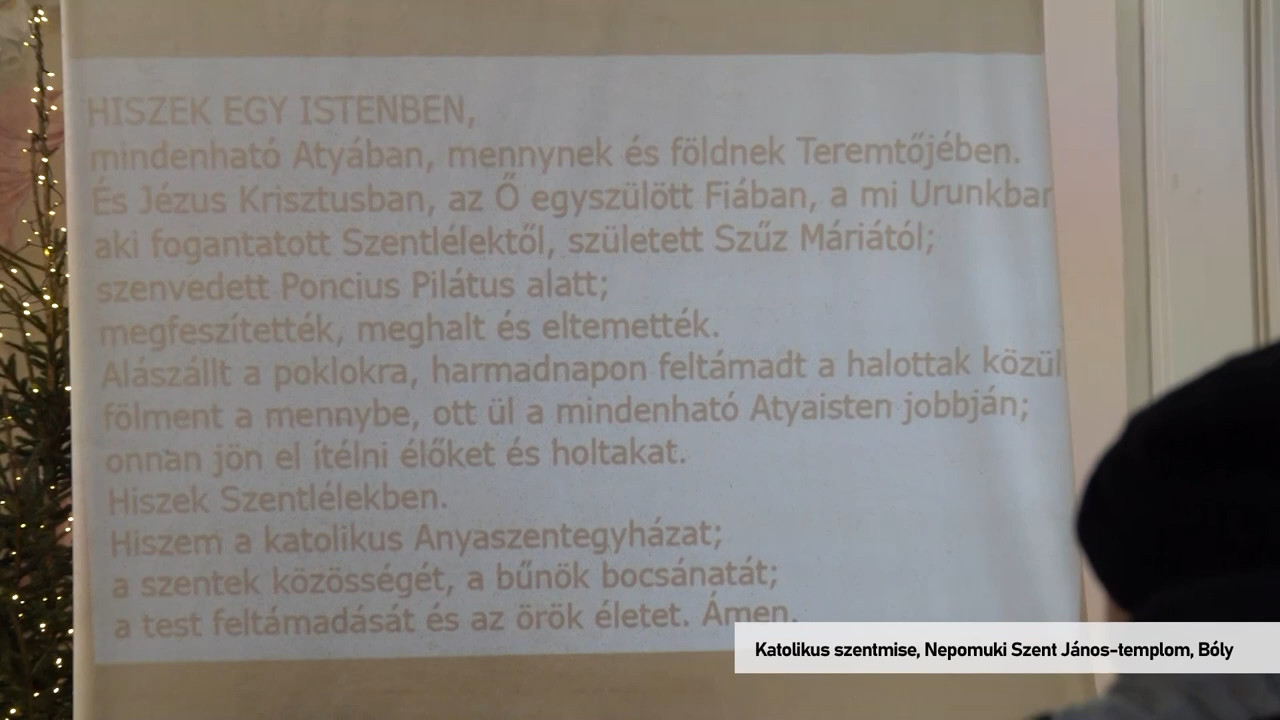 HISZEK EGY ISTENBEN,
mindenható Atyában, mennynek és földnek Teremtőjében.
És Jézus Krisztusban, az Ő egyszülött Fiában, a mi Urunkban
aki fogantatott Szentlélektől, született Szűz Máriától;
szenvedett Poncius Pilátus alatt;
megfeszítették, meghalt és eltemették.
Alászállt a poklokra, harmadnapon feltámadt a halottak közül
fölment a mennybe, ott ül a mindenható Atyaisten jobbján;
onnan jön el ítélni élőket és holtakat.
Hiszek Szentlélekben.
Hiszem a katolikus Anyaszentegyházat;
a szentek közösségét, a bűnök bocsánatát;
a test feltámadását és az örök életet. Ámen.
Katolikus szentmise, Nepomuki Szent János-templom, Bóly